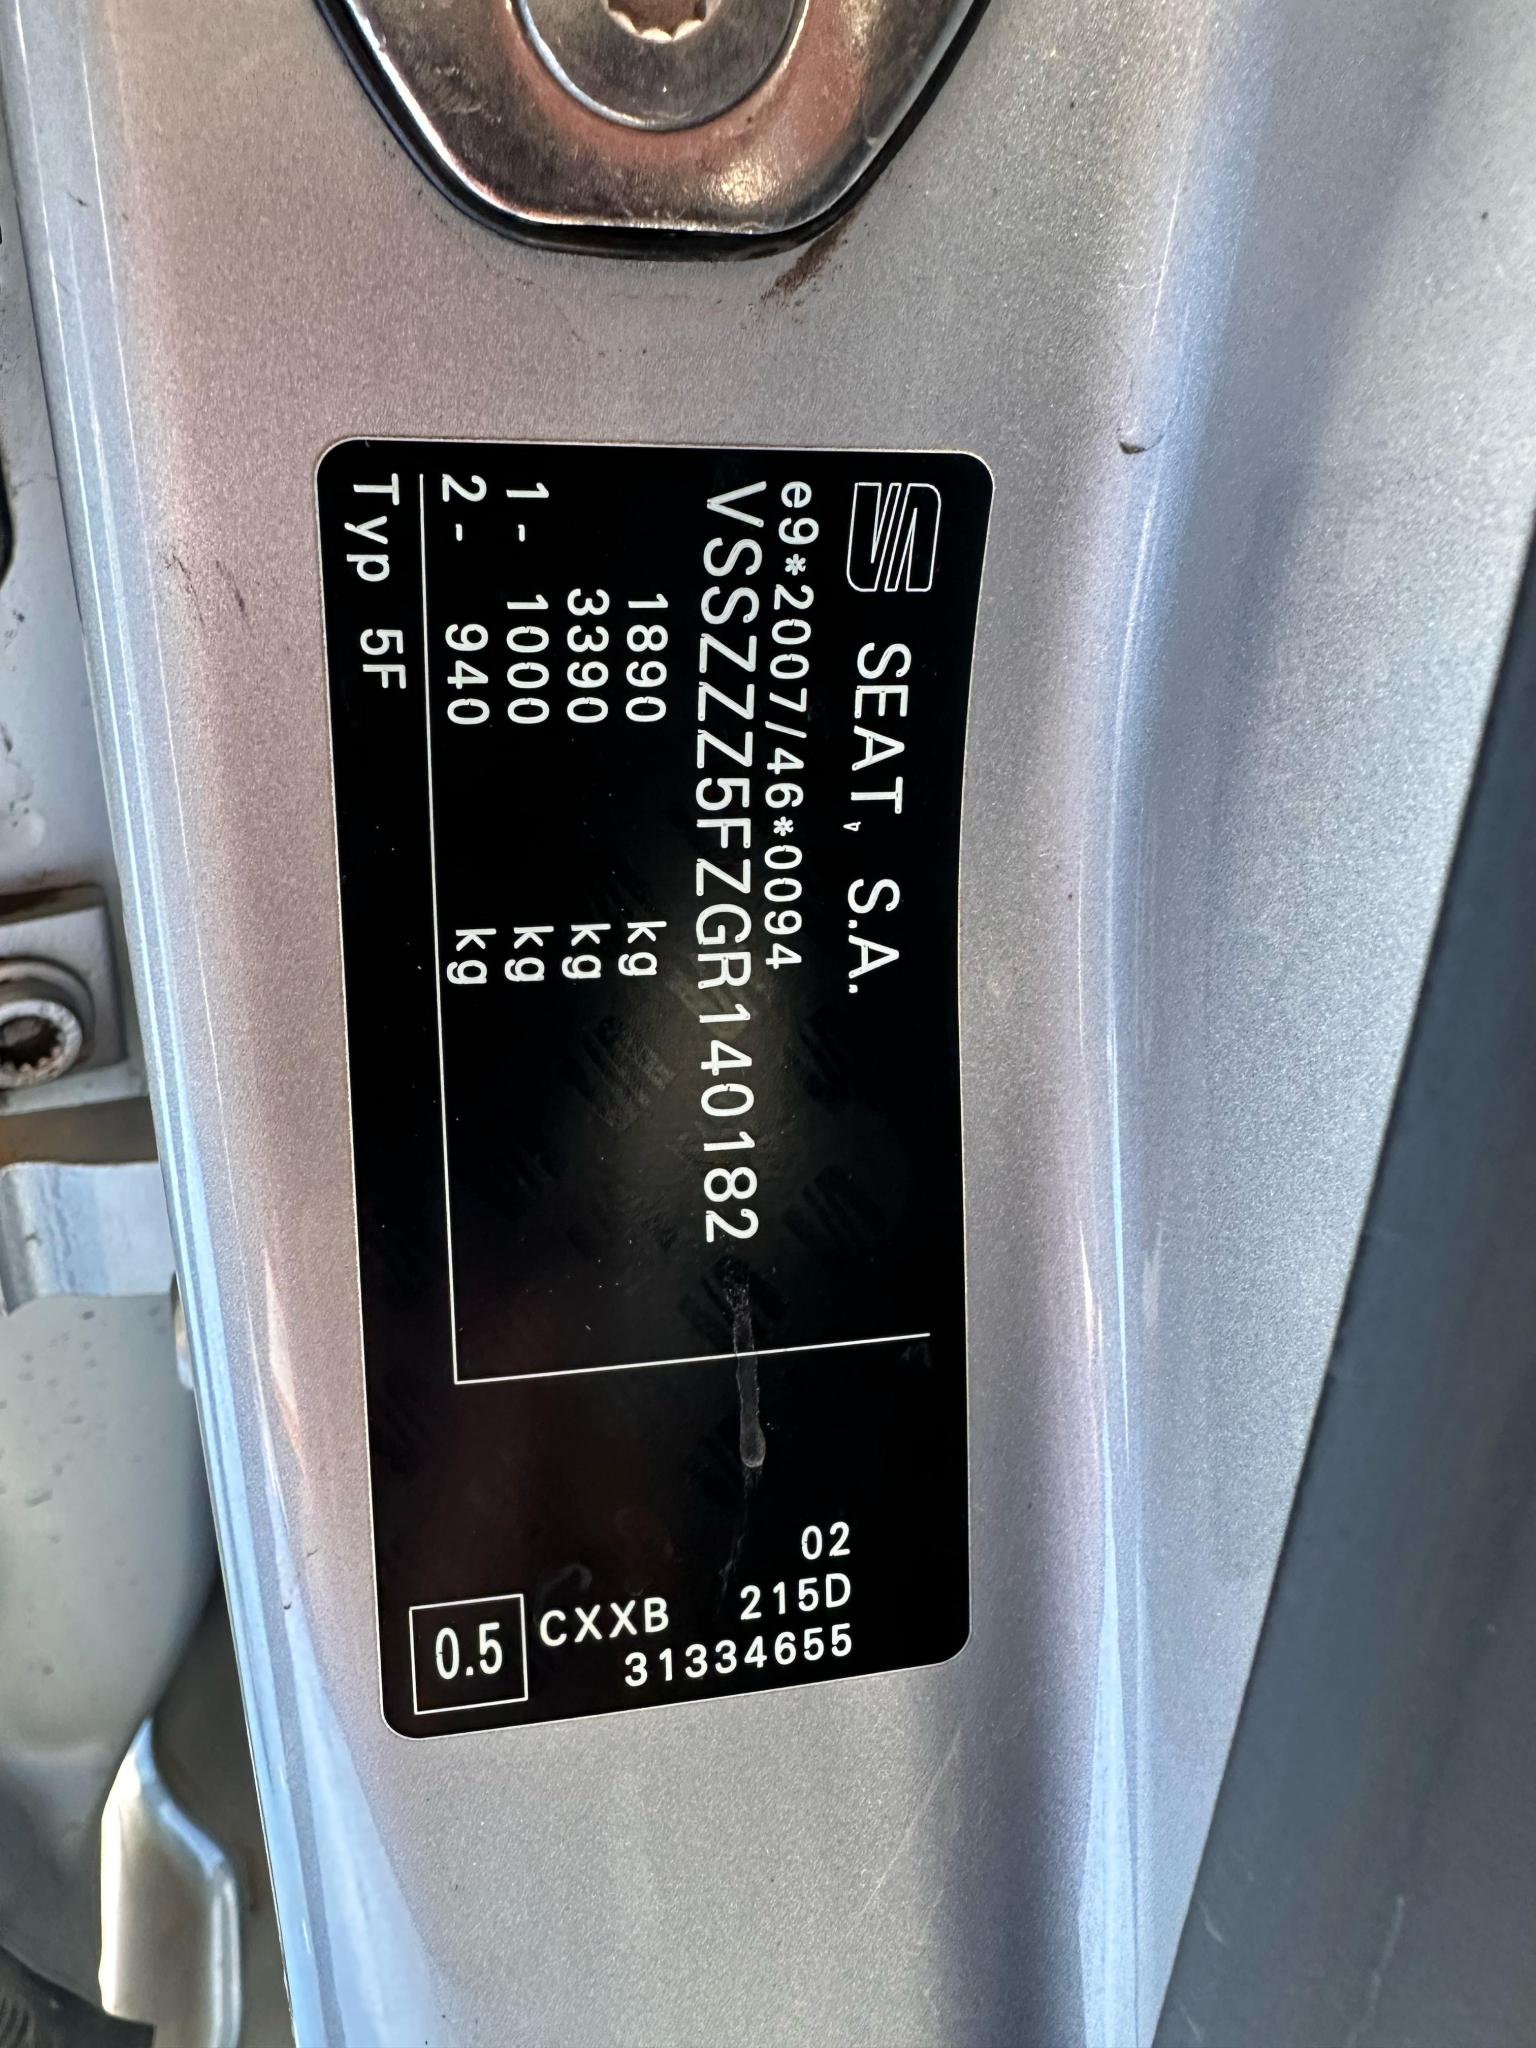 SEAT, S.A.
e9*2007/46*0094
VSSZZZ5FZGR140182
1890 kg
3390 kg
1- 1000 kg
2- 940 kg
Typ 5F
02
215D
31334655
CXXB
0.5